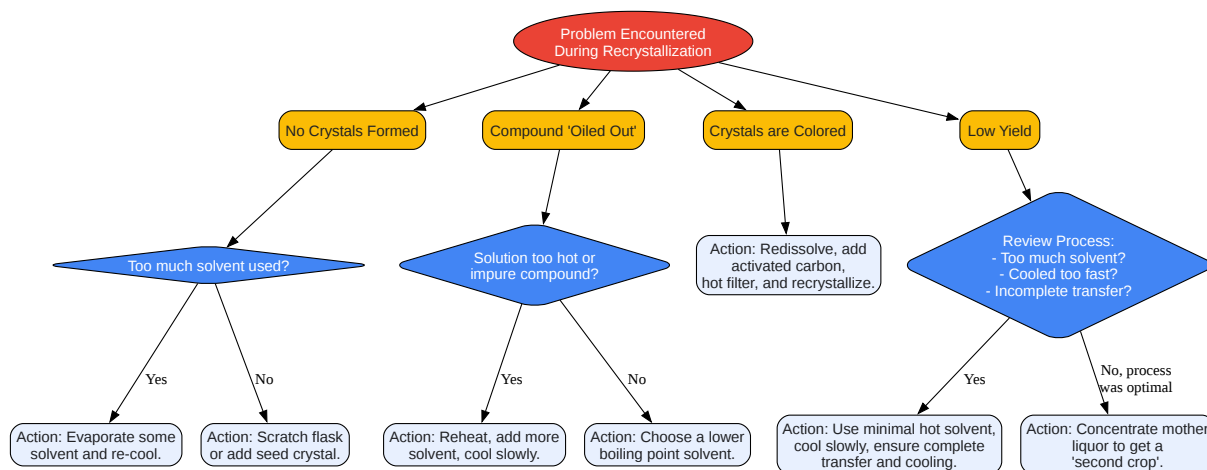 Problem Encountered
During Recrystallization
No Crystals Formed
Compound 'Oiled Out'
Crystals are Colored
Low Yield
Too much solvent used?
Solution too hot or
impure compound?
Action: Redissolve, add
activated carbon,
hot filter, and recrystallize.
Review Process:
- Too much solvent?
- Cooled too fast?
- Incomplete transfer?
Yes
No
Yes
No
Yes
No, process
was optimal
Action: Evaporate some
solvent and re-cool.
Action: Scratch flask
or add seed crystal.
Action: Reheat, add more
solvent, cool slowly.
Action: Choose a lower
boiling point solvent.
Action: Use minimal hot solvent,
cool slowly, ensure complete
transfer and cooling.
Action: Concentrate mother
liquor to get a
'second crop'.